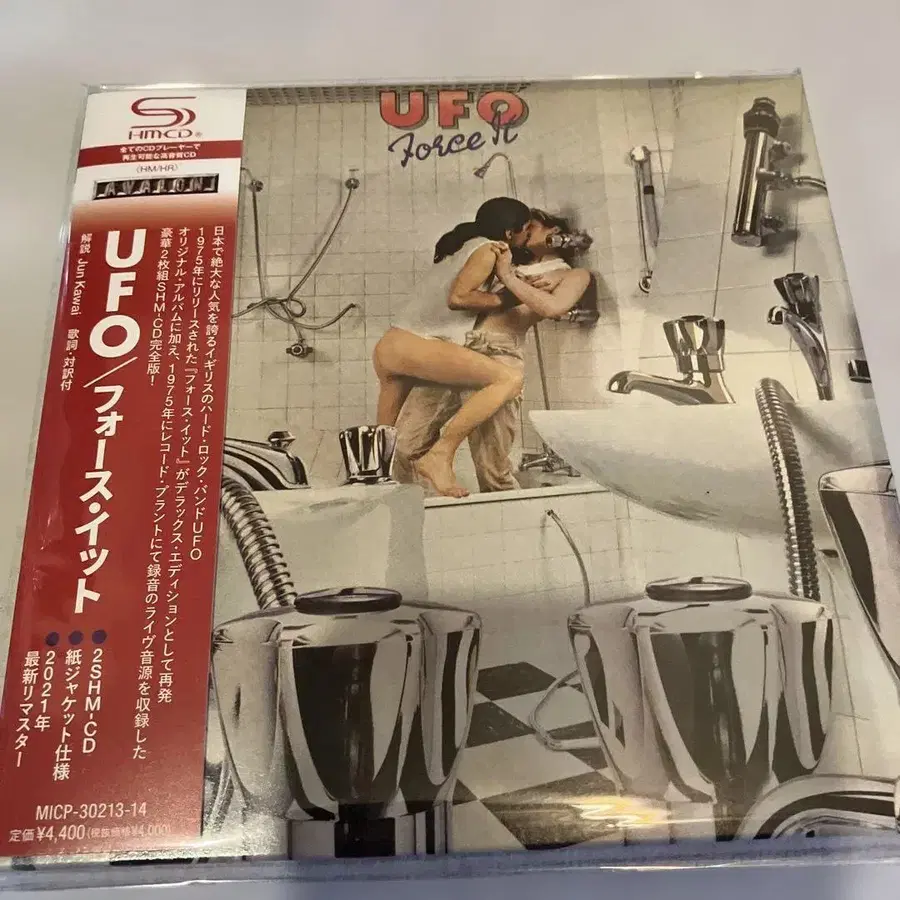 HM-CD®
全てのCDプレーヤーで
再生可能な高音質CD
〈HM/HR〉
AVALON
UFO/フォース・イット
解説 Jun Kawai 歌詞・対訳付
日本で絶大な人気を誇るイギリスのハード・ロック・バンドUFO
1975年にリリースされた『フォース・イット』がデラックス・エディションとして再発
オリジナル・アルバムに加え、1975年にレコード・プラントにて録音のライヴ音源を収録した
豪華2枚組SHM-CD完全版!
●2SHM-CD
●紙ジャケット仕様
●2021年
最新リマスター
MICP-30213-14
定価¥4,400(税抜価格¥4,000)
UFO
Force It